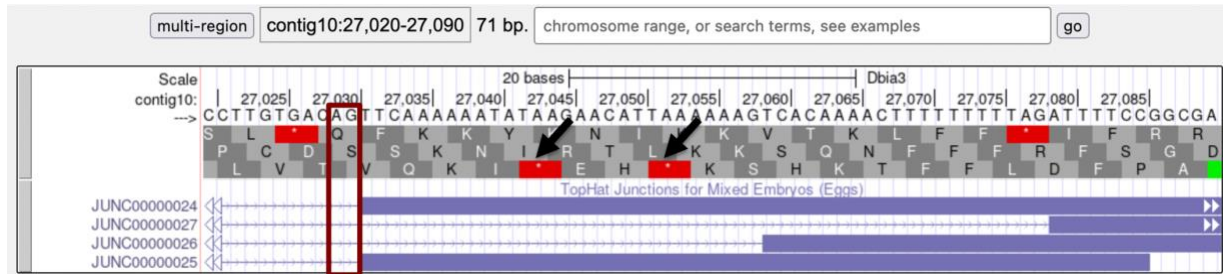 multi-region contig10:27,020-27,090 71 bp. chromosome range, or search terms, see examples go
Scale 20 bases Dbia3
contig10: 27,025 27,030 27,035 27,040 27,045 27,050 27,055 27,060 27,065 27,070 27,075 27,080 27,085
---> CCTTGTGACAGTTCAAAAAATATAAGAACATTAAAAAAGTCACAAAACTTTTTTTTTAGATTTTCCGGCGA
S L * Q F K K Y K N I K K V T K L F F * I F R R
P C D S S K N I R T L K K S Q N F F F R F S G D
L V T V Q K I * E H * K S H K T F F L D F P A
TopHat Junctions for Mixed Embryos (Eggs)
JUNC00000024
JUNC00000027
JUNC00000026
JUNC00000025